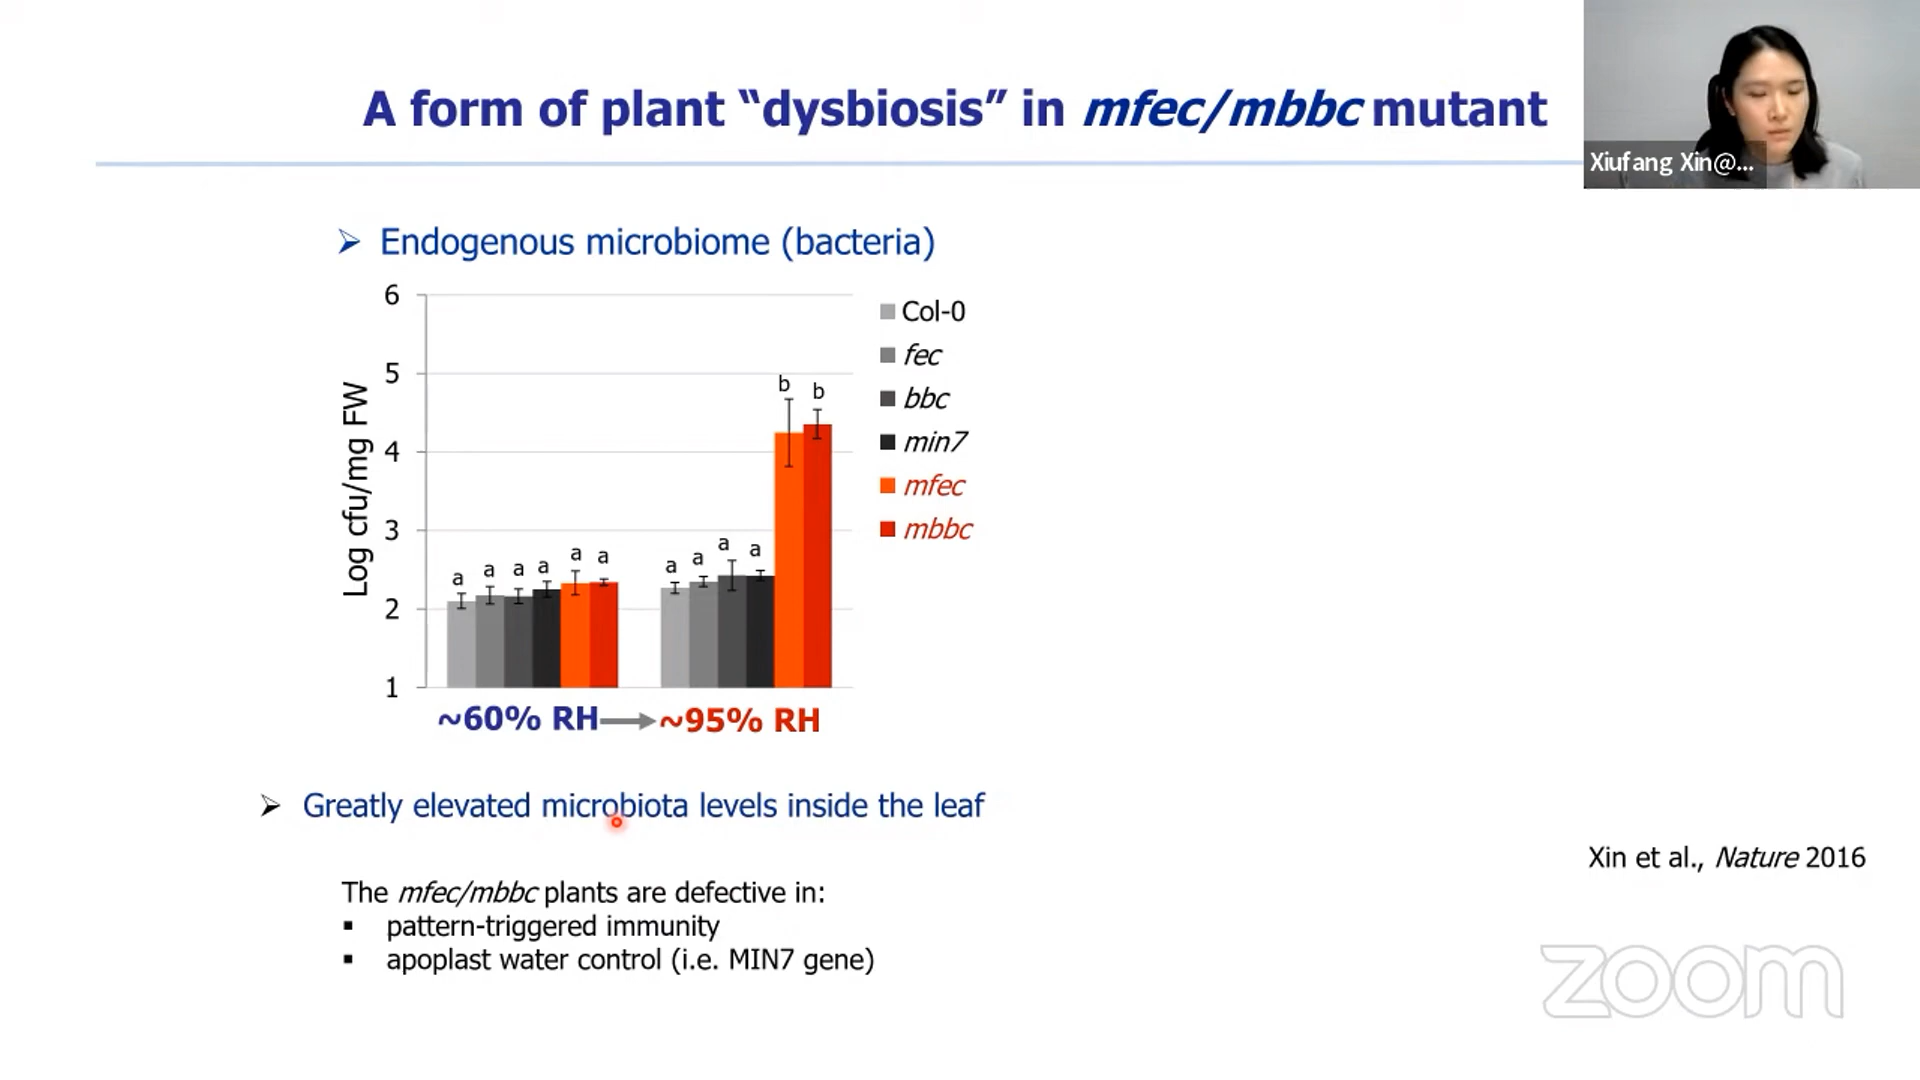 A form of plant “dysbiosis” in mfec/mbbc mutant
Xiufang Xin@...
➢ Endogenous microbiome (bacteria)
6
5
4
3
2
1
Log cfu/mg FW
a a a a a a
a a a a b b
~60% RH → ~95% RH
Col-0
fec
bbc
min7
mfec
mbbc
➢ Greatly elevated microbiota levels inside the leaf
Xin et al., Nature 2016
The mfec/mbbc plants are defective in:
▪ pattern-triggered immunity
▪ apoplast water control (i.e. MIN7 gene)
zoom